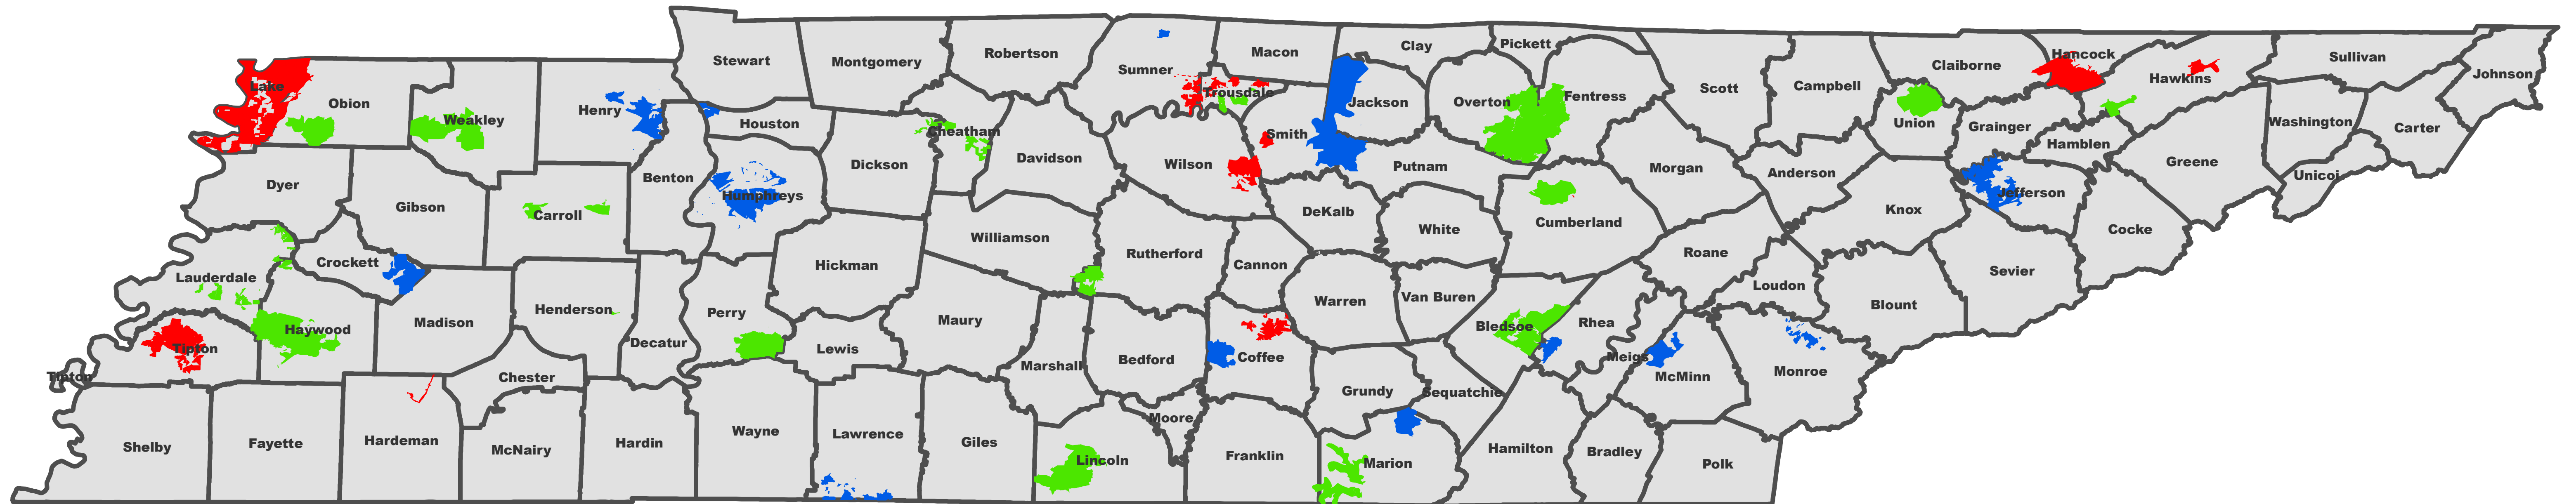 Stewart
Montgomery
Robertson
Sumner
Macon
Clay
Pickett
Fentress
Scott
Campbell
Claiborne
Hancock
Hawkins
Sullivan
Johnson
Lake
Obion
Weakley
Henry
Houston
Cheatham
Trousdale
Jackson
Overton
Smith
Union
Grainger
Hamblen
Washington
Carter
Dyer
Gibson
Carroll
Benton
Humphreys
Dickson
Davidson
Wilson
Putnam
Morgan
Anderson
Knox
Jefferson
Greene
Unicoi
Lauderdale
Crockett
Williamson
Rutherford
DeKalb
White
Cumberland
Roane
Cocke
Hickman
Cannon
Loudon
Sevier
Tipton
Haywood
Madison
Henderson
Perry
Maury
Warren
Van Buren
Bledsoe
Rhea
Blount
Tipton
Chester
Decatur
Lewis
Marshall
Bedford
Coffee
Grundy
Sequatchie
Meigs
McMinn
Monroe
Shelby
Fayette
Hardeman
McNairy
Hardin
Wayne
Lawrence
Giles
Lincoln
Moore
Franklin
Marion
Hamilton
Bradley
Polk